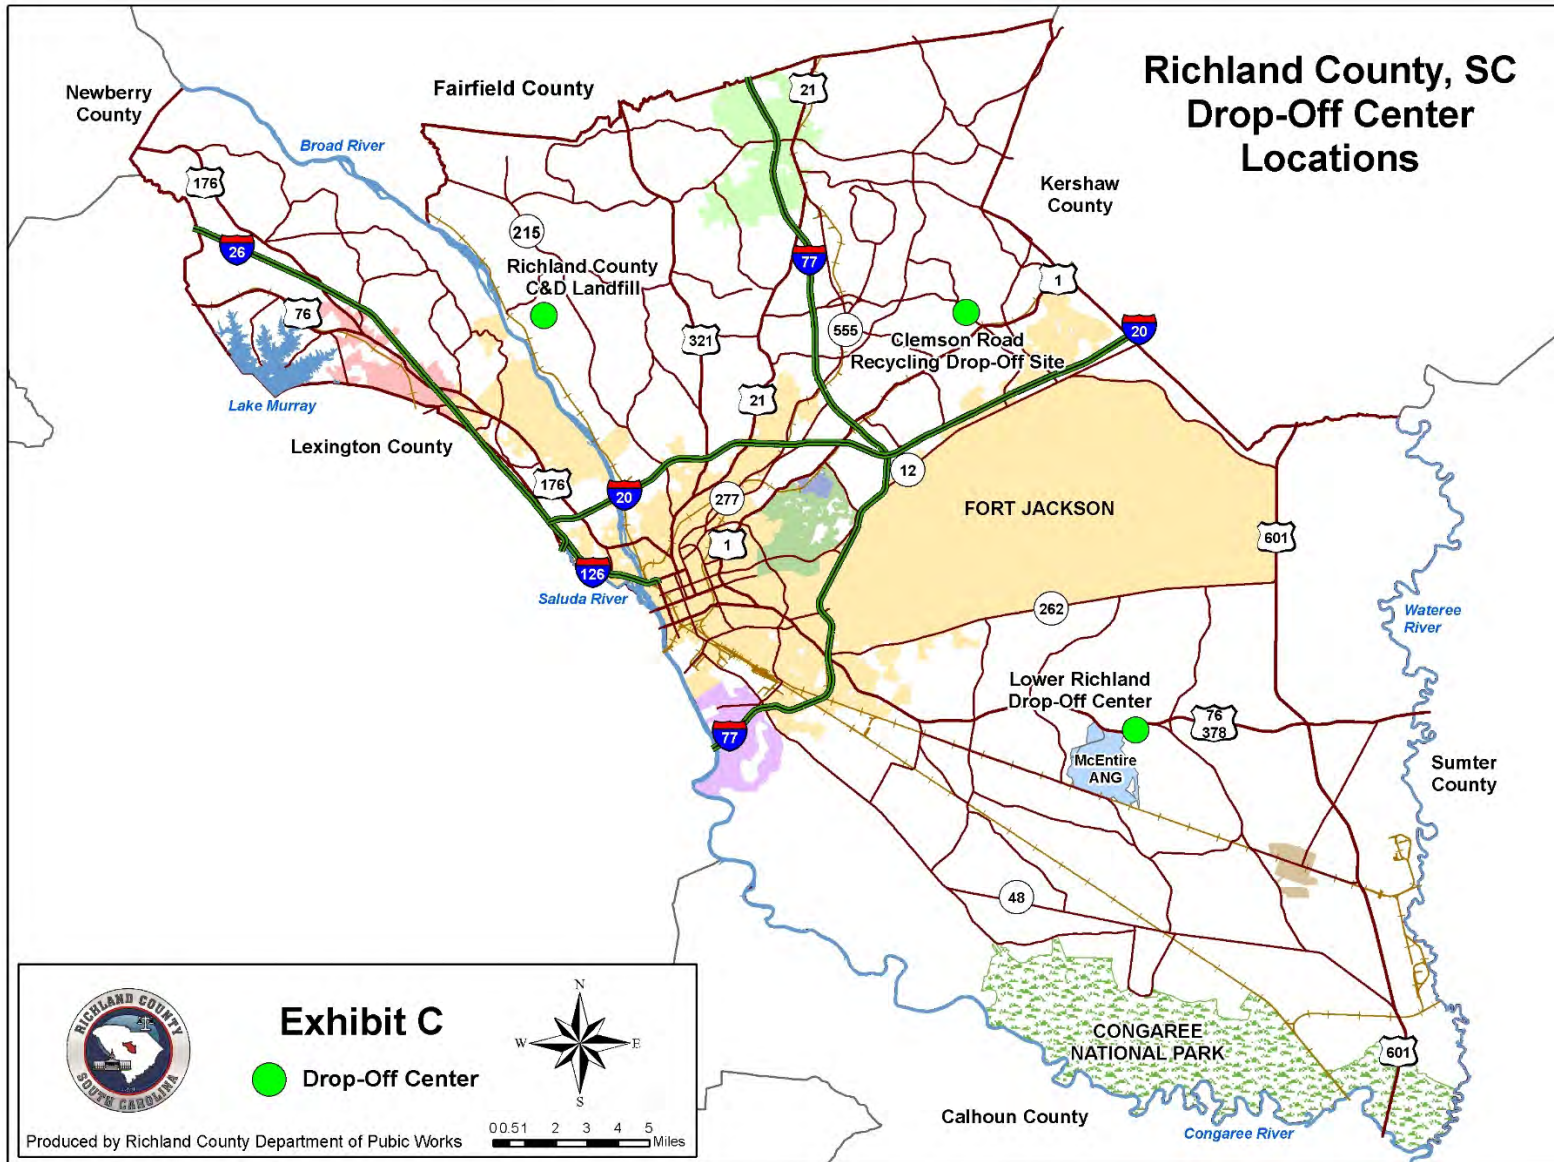 Richland County, SC
Drop-Off Center
Locations
Newberry
County
Fairfield County
Broad River
21
176
Kershaw
County
215
26
77
Richland County
C&D Landfill
1
76
321
555
20
Clemson Road
Recycling Drop-Off Site
Lake Murray
21
Lexington County
176
12
20
277
FORT JACKSON
1
601
126
Saluda River
262
Wateree
River
Lower Richland
Drop-Off Center
76
378
77
McEntire
ANG
Sumter
County
48
CONGAREE
NATIONAL PARK
601
Calhoun County
Congaree River
RICHLAND COUNTY
SOUTH CAROLINA
Exhibit C
Drop-Off Center
N
W
E
S
0 0.5 1 2 3 4 5
Miles
Produced by Richland County Department of Pubic Works